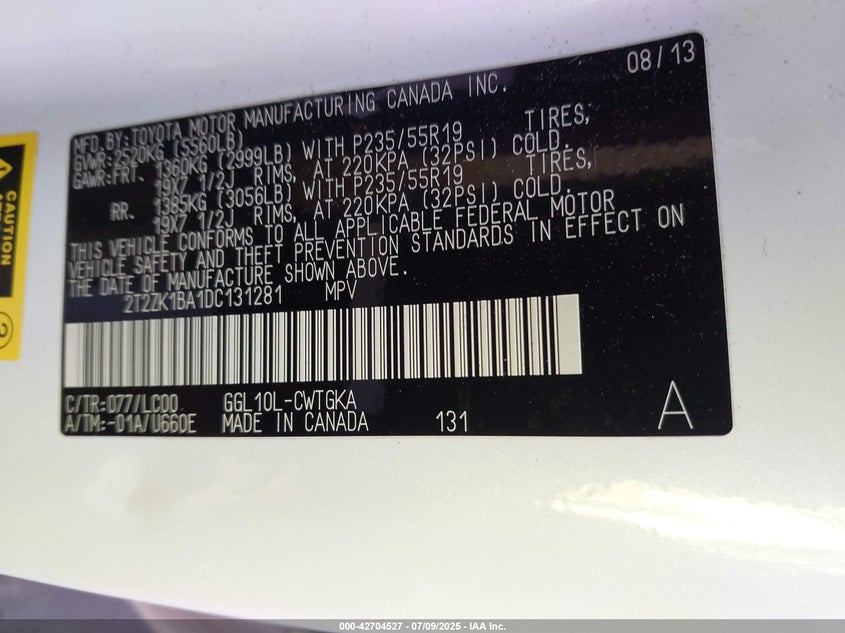 08/13
MFD.BY:TOYOTA MOTOR MANUFACTURING CANADA INC.
GVWR:2520KG (5560LB)
GAWR:FRT. 1360KG (2999LB) WITH P235/55R19 TIRES,
19X7 1/2J RIMS, AT 220KPA (32PSI) COLD.
RR. 1385KG (3056LB) WITH P235/55R19 TIRES,
19X7 1/2J RIMS, AT 220KPA (32PSI) COLD.
THIS VEHICLE CONFORMS TO ALL APPLICABLE FEDERAL MOTOR
VEHICLE SAFETY AND THEFT PREVENTION STANDARDS IN EFFECT ON
THE DATE OF MANUFACTURE SHOWN ABOVE.
2T2ZK1BA1DC131281 MPV
C/TR:077/LC00 GGL10L-CWTGKA
A/TM:-01A/U660E MADE IN CANADA 131
A
CAUTION
2
000-42704527 - 07/09/2025 - IAA Inc.